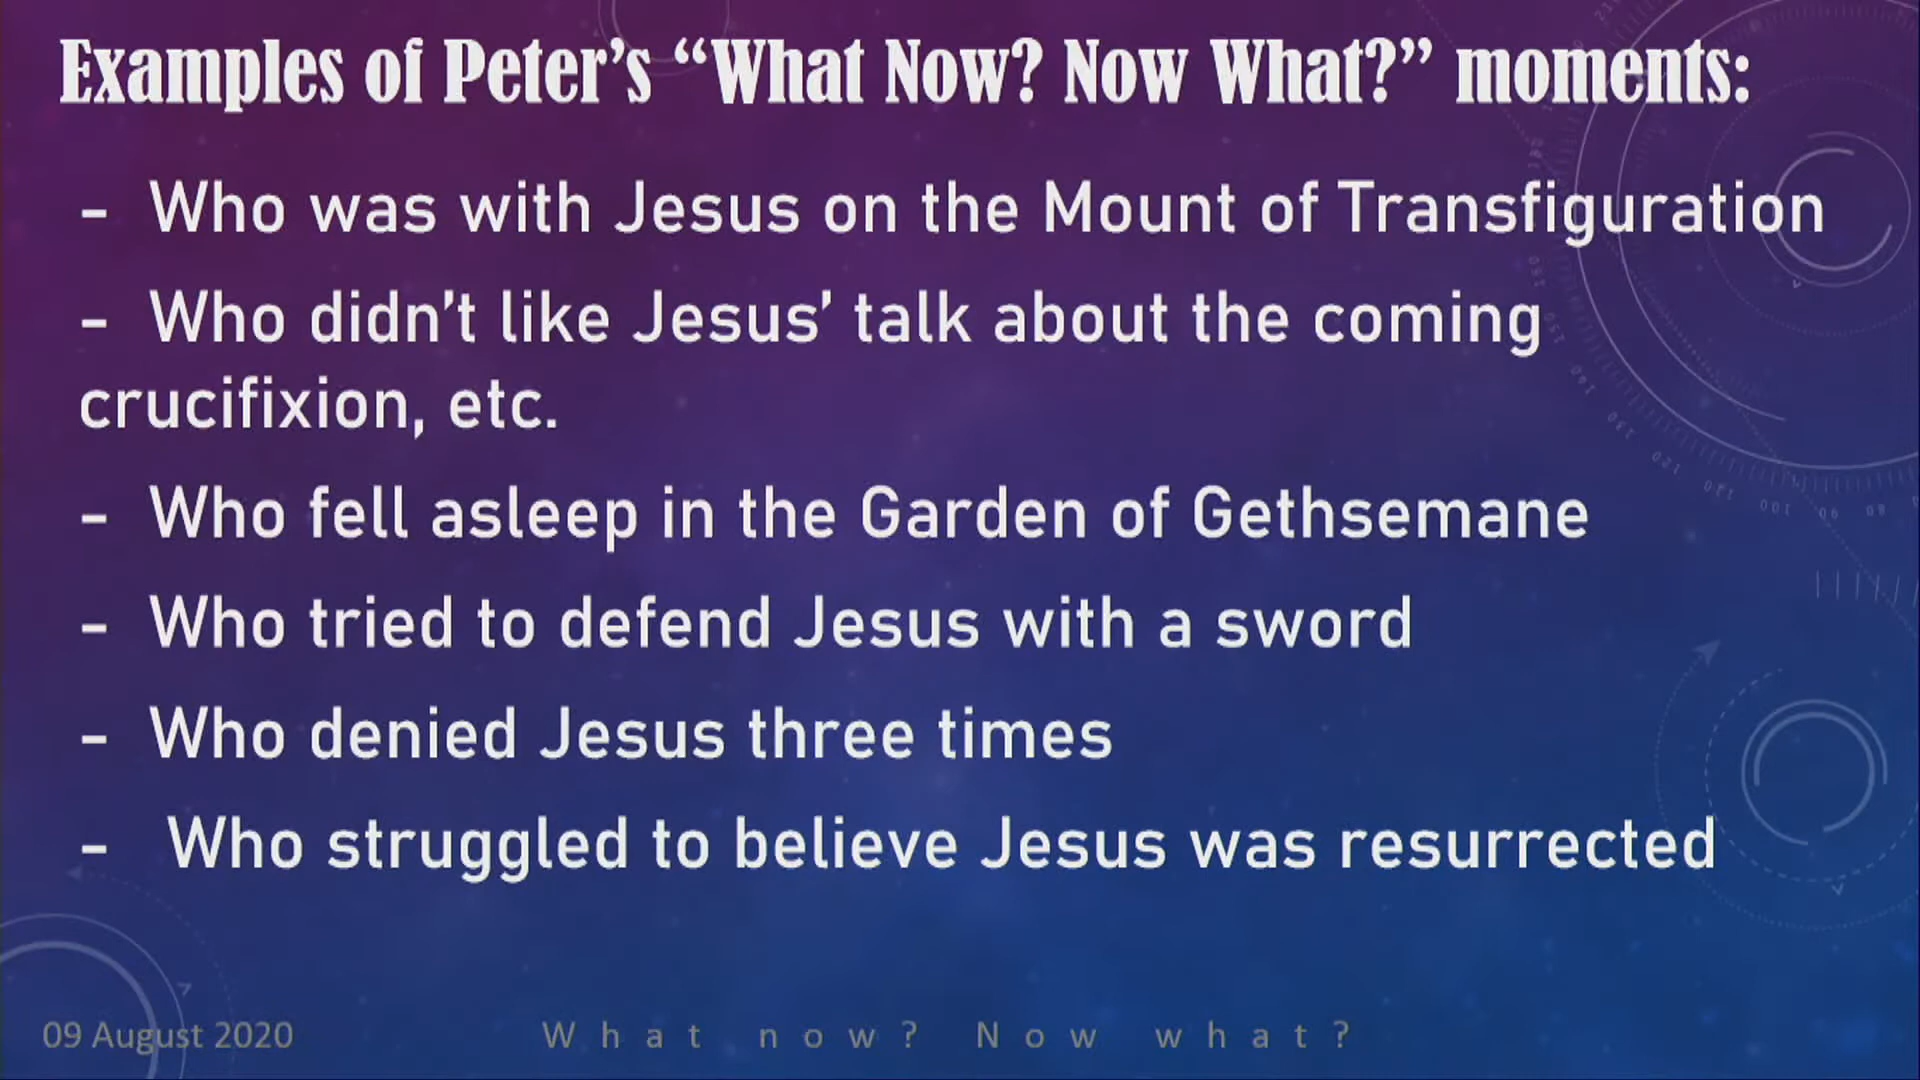 Examples of Peter’s “What Now? Now What?” moments:
- Who was with Jesus on the Mount of Transfiguration
- Who didn’t like Jesus’ talk about the coming
crucifixion, etc.
- Who fell asleep in the Garden of Gethsemane
- Who tried to defend Jesus with a sword
- Who denied Jesus three times
- Who struggled to believe Jesus was resurrected
09 August 2020
What now? Now what?